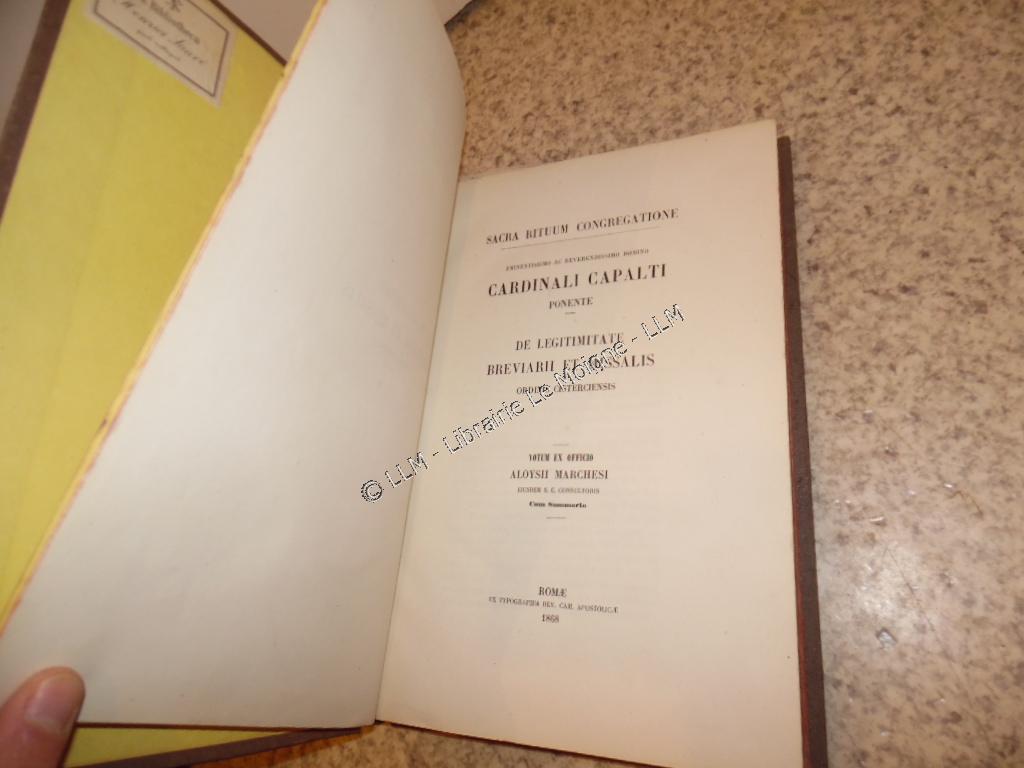 Bibliotheca
SACRA RITUUM CONGREGATIONE
EMINENTISSIMO AC REVERENDISSIMO DOMINO
CARDINALI CAPALTI
PONENTE
DE LEGITIMITATE
BREVIARII ET MISSALIS
ORDINIS CISTERCIENSIS
VOTUM EX OFFICIO
ALOYSII MARCHESI
EIUSDEM S. C. CONSULTORIS
Cum Summario
ROMÆ
EX TYPOGRAPHIA REV. CAM. APOSTOLICÆ
1868
© LLM - Librairie Le Moigne - LLM